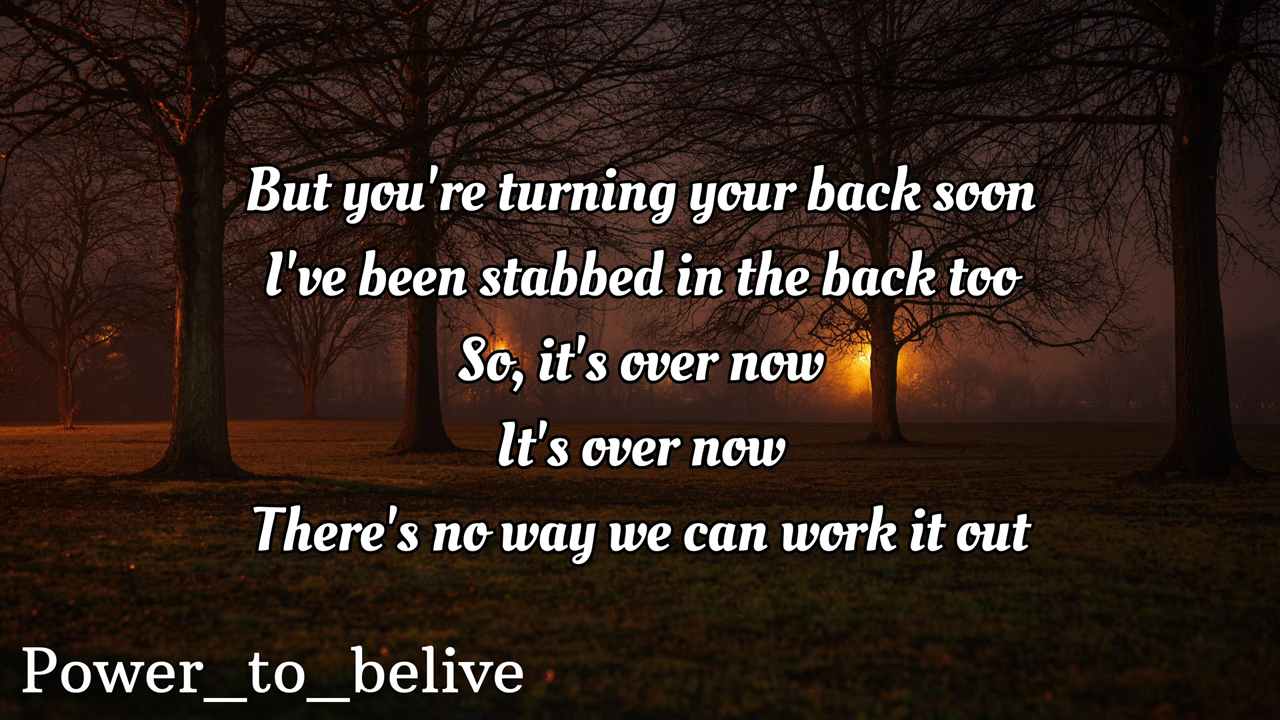 But you're turning your back soon
I've been stabbed in the back too
So, it's over now
It's over now
There's no way we can work it out
Power_to_belive